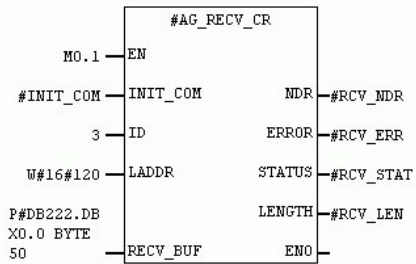 #AG_RECV_CR
M0.1 EN
#INIT_COM INIT_COM NDR #RCV_NDR
3 ID ERROR #RCV_ERR
W#16#120 LADDR STATUS #RCV_STAT
P#DB222.DB LENGTH #RCV_LEN
X0.0 BYTE
50 RECV_BUF ENO